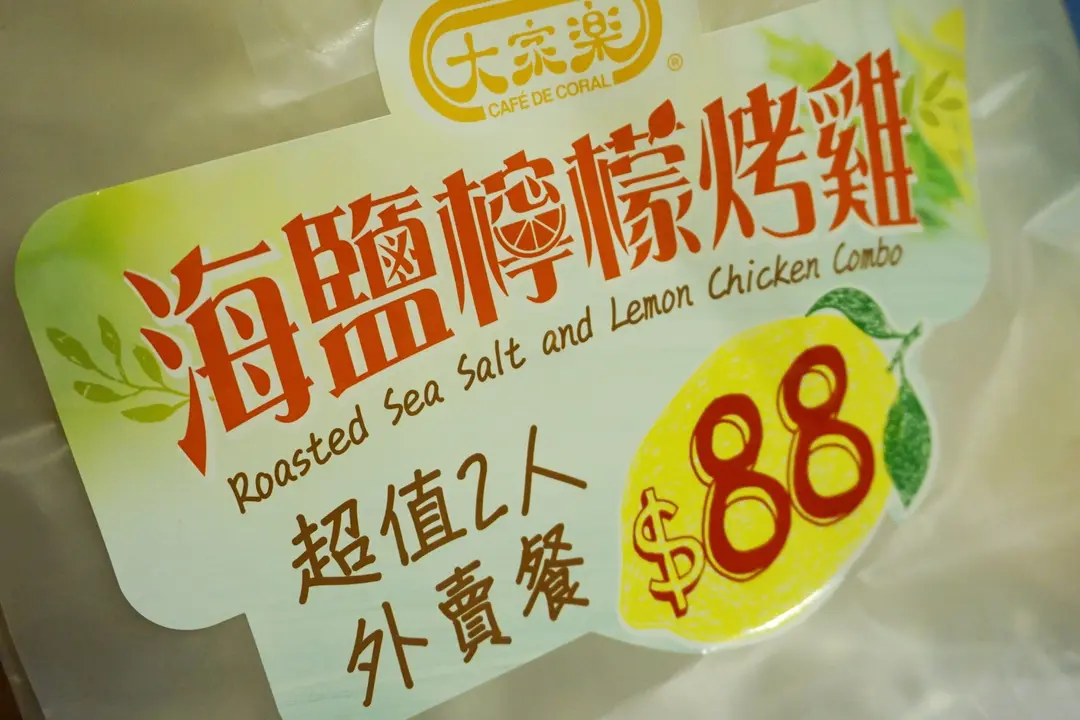 大家楽®
CAFÉ DE CORAL
海鹽檸檬烤雞
Roasted Sea Salt and Lemon Chicken Combo
超值2人
外賣餐
$88